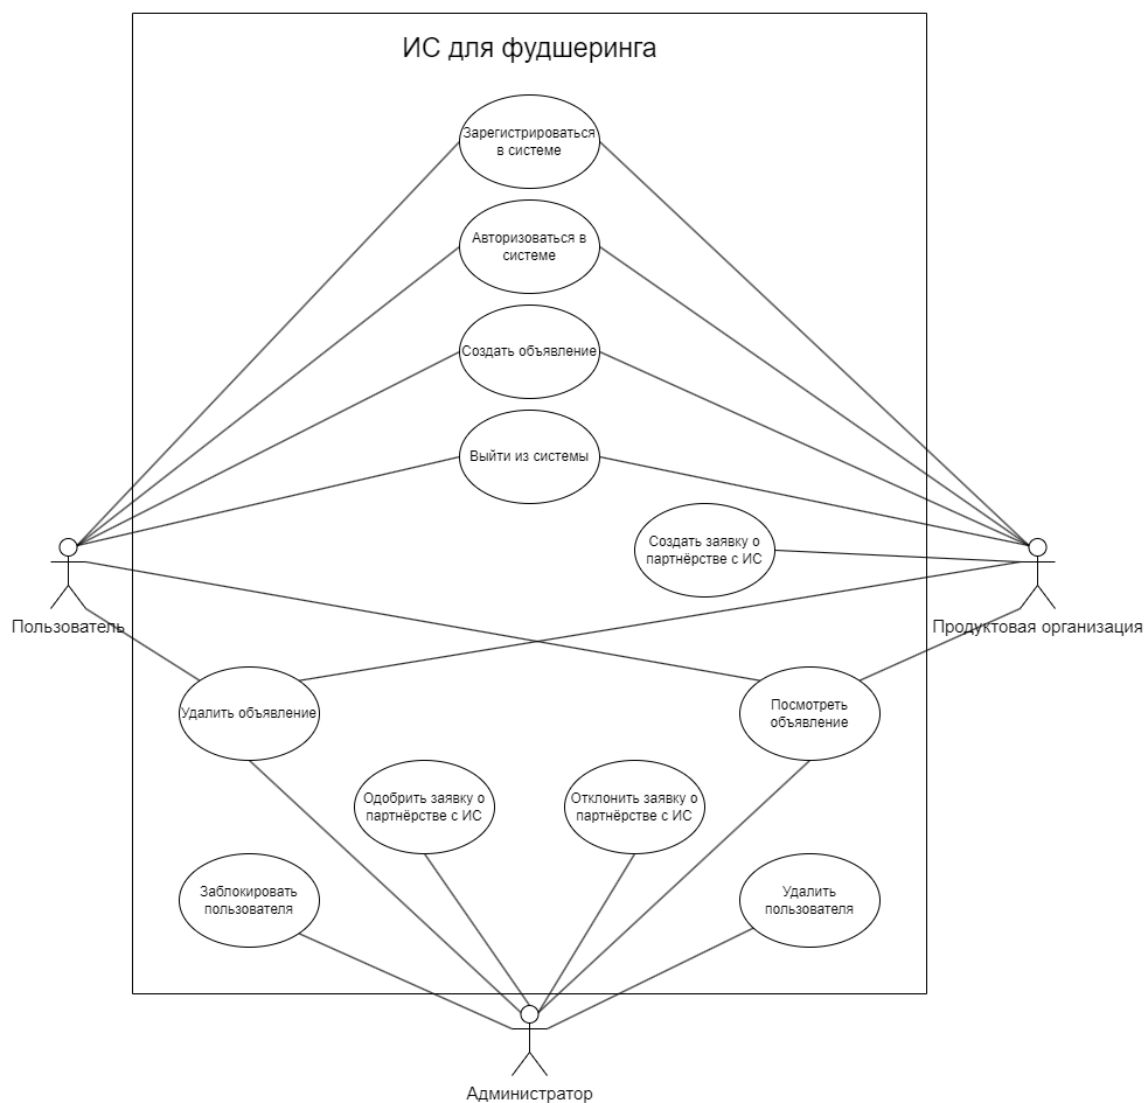 ИС для фудшеринга
Зарегистрироваться
в системе
Авторизоваться в
системе
Создать объявление
Выйти из системы
Создать заявку о
партнёрстве с ИС
Пользователь
Продуктовая организация
Удалить объявление
Посмотреть
объявление
Одобрить заявку о
партнёрстве с ИС
Отклонить заявку о
партнёрстве с ИС
Заблокировать
пользователя
Удалить
пользователя
Администратор